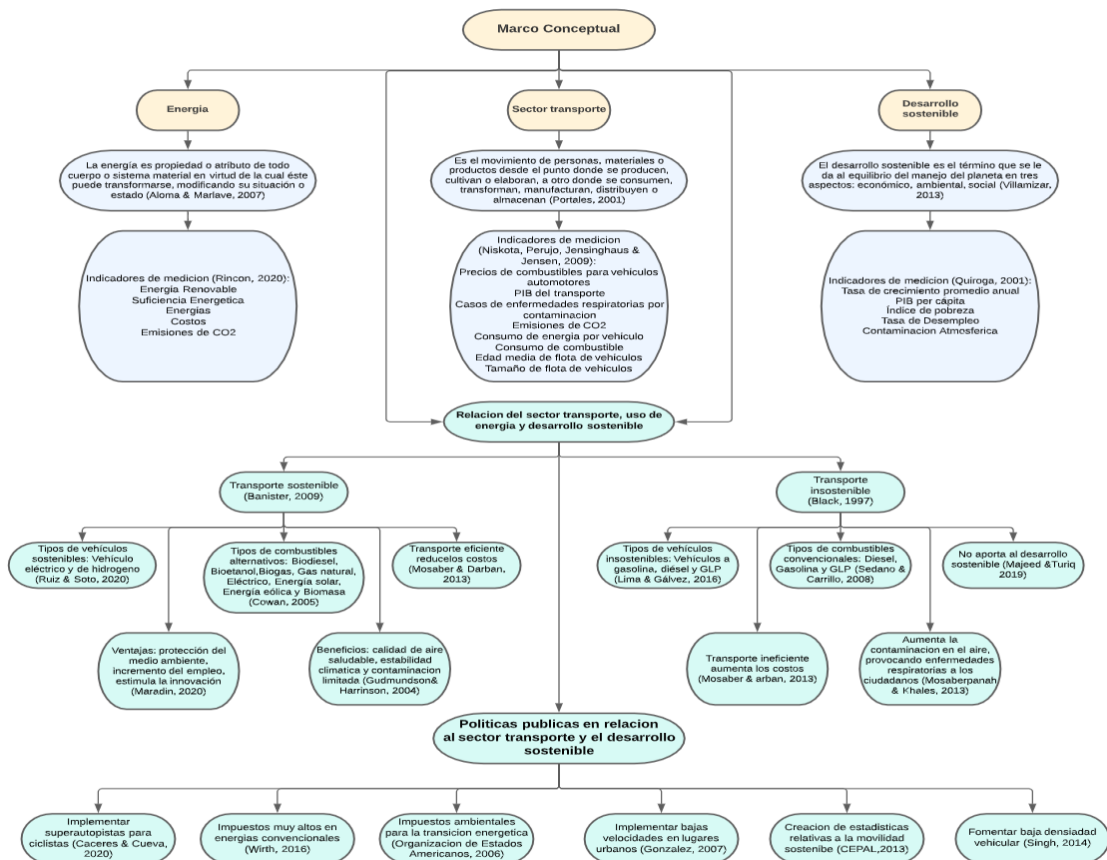 Marco Conceptual
Energía
Sector transporte
Desarrollo
sostenible
La energía es propiedad o atributo de todo
cuerpo o sistema material en virtud de la cual éste
puede transformarse, modificando su situación o
estado (Aloma & Marlave, 2007)
Es el movimiento de personas, materiales o
productos desde el punto donde se producen,
cultivan o elaboran, a otro donde se consumen,
transforman, manufacturan, distribuyen o
almacenan (Portales, 2001)
El desarrollo sostenible es el término que se le
da al equilibrio del manejo del planeta en tres
aspectos: económico, ambiental, social (Villamizar,
2013)
Indicadores de medicion (Rincon, 2020):
Energía Renovable
Suficiencia Energetica
Energías
Costos
Emisiones de CO2
Indicadores de medicion
(Niskota, Perujo, Jensinghaus &
Jensen, 2009):
Precios de combustibles para vehículos
automotores
PIB del transporte
Casos de enfermedades respiratorias por
contaminacion
Emisiones de CO2
Consumo de energía por vehiculo
Consumo de combustible
Edad media de flota de vehículos
Tamaño de flota de vehículos
Indicadores de medicion (Quiroga, 2001):
Tasa de crecimiento promedio anual
PIB per cápita
Índice de pobreza
Tasa de Desempleo
Contaminacion Atmosferica
Relacion del sector transporte, uso de
energia y desarrollo sostenible
Transporte sostenible
(Banister, 2009)
Transporte
insostenible
(Black, 1997)
Tipos de vehículos
sostenibles: Vehículo
eléctrico y de hidrogeno
(Ruiz & Soto, 2020)
Tipos de combustibles
alternativos: Biodiesel,
Bioetanol,Biogas, Gas natural,
Eléctrico, Energía solar,
Energía eólica y Biomasa
(Cowan, 2005)
Transporte eficiente
reducelos costos
(Mosaber & Darban,
2013)
Tipos de vehículos
insostenibles: Vehiculos a
gasolina, diésel y GLP
(Lima & Gálvez, 2016)
Tipos de combustibles
convencionales: Diesel,
Gasolina y GLP (Sedano &
Carrillo, 2008)
No aporta al desarrollo
sostenible (Majeed &Turiq
2019)
Ventajas: protección del
medio ambiente,
incremento del empleo,
estimula la innovación
(Maradin, 2020)
Beneficios: calidad de aire
saludable, estabilidad
climatica y contaminacion
limitada (Gudmundson&
Harrinson, 2004)
Transporte ineficiente
aumenta los costos
(Mosaber & arban, 2013)
Aumenta la
contaminacion en el aire,
provocando enfermedades
respiratorias a los
ciudadanos (Mosaberpanah
& Khales, 2013)
Politicas publicas en relacion
al sector transporte y el desarrollo
sostenible
Implementar
superautopistas para
ciclistas (Caceres & Cueva,
2020)
Impuestos muy altos en
energias convencionales
(Wirth, 2016)
Impuestos ambientales
para la transicion energetica
(Organizacion de Estados
Americanos, 2006)
Implementar bajas
velocidades en lugares
urbanos (Gonzalez, 2007)
Creacion de estadisticas
relativas a la movilidad
sostenibe (CEPAL,2013)
Fomentar baja densiadad
vehicular (Singh, 2014)